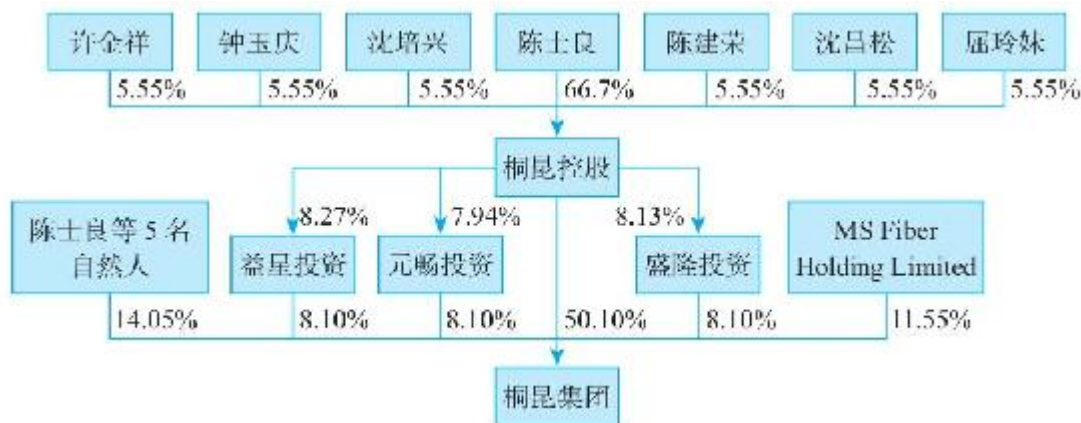 许金祥
钟玉庆
沈培兴
陈士良
陈建荣
沈昌松
屈玲妹
5.55%
5.55%
5.55%
66.7%
5.55%
5.55%
5.55%
桐昆控股
8.27%
7.94%
8.13%
陈士良等 5 名
自然人
益星投资
元畅投资
盛隆投资
MS Fiber
Holding Limited
14.05%
8.10%
8.10%
50.10%
8.10%
11.55%
桐昆集团